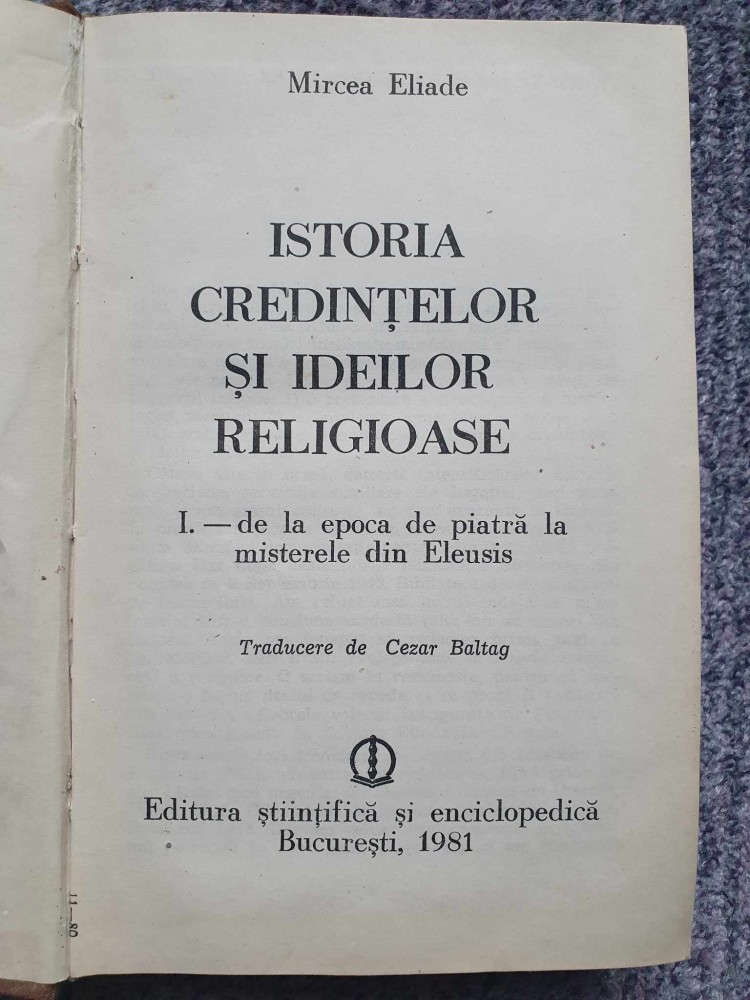 Mircea Eliade
ISTORIA
CREDINȚELOR
ȘI IDEILOR
RELIGIOASE
I. — de la epoca de piatră la
misterele din Eleusis
Traducere de Cezar Baltag
Editura științifică și enciclopedică
București, 1981